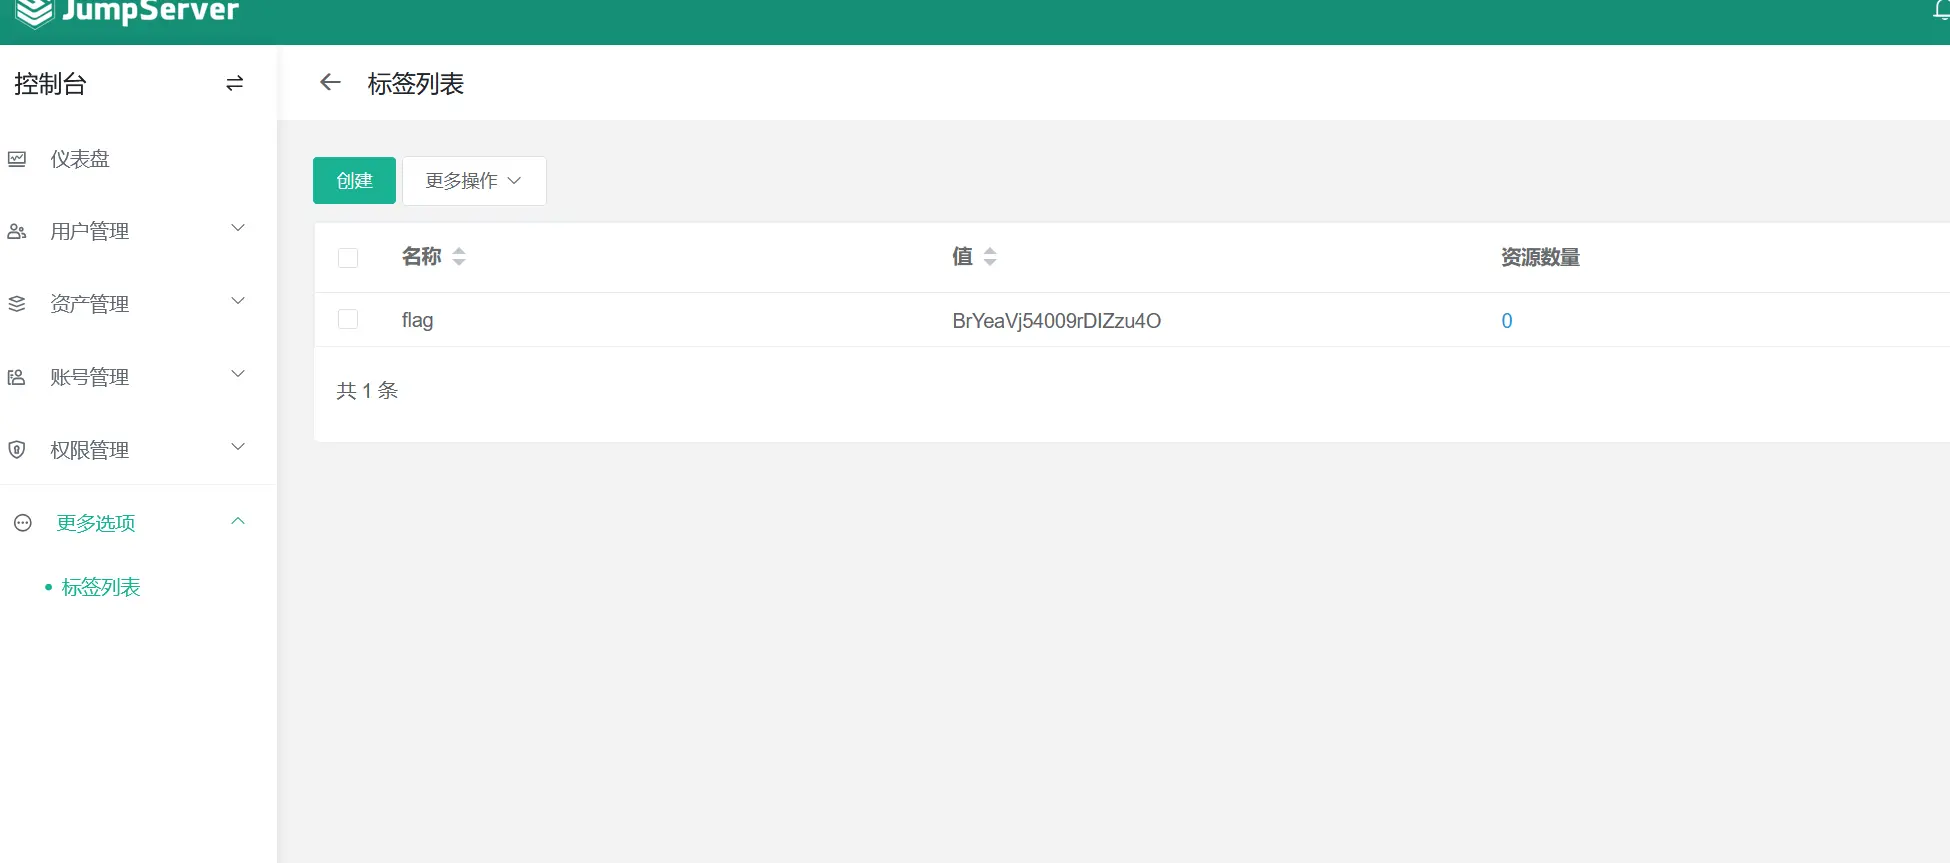 JumpServer
控制台
标签列表
仪表盘
用户管理
资产管理
账号管理
权限管理
更多选项
标签列表
创建
更多操作
名称
值
资源数量
flag
BrYeaVj54009rDIZzu4O
0
共 1 条